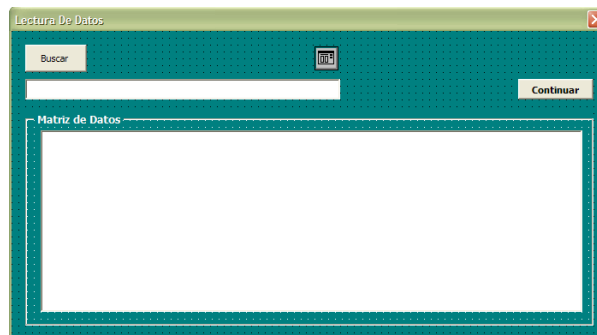 Lectura De Datos
Buscar
Continuar
Matriz de Datos